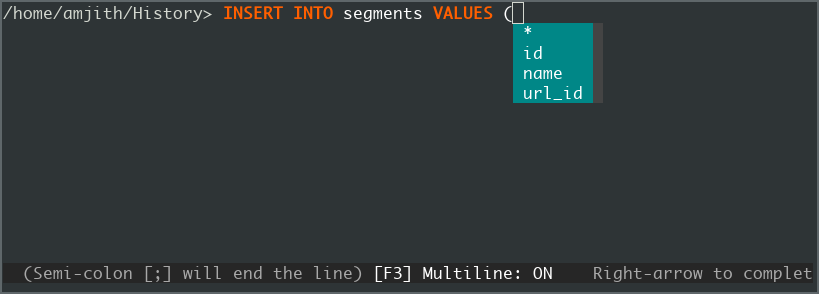 /home/amjith/History> INSERT INTO segments VALUES (
*
id
name
url_id
(Semi-colon [;] will end the line) [F3] Multiline: ON Right-arrow to complet